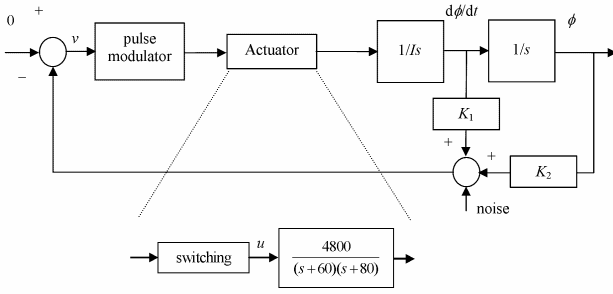 0
+
−
v
pulse
modulator
Actuator
1/Is
dϕ/dt
1/s
ϕ
K₁
+
+
K₂
noise
switching
u
4800
(s+60)(s+80)